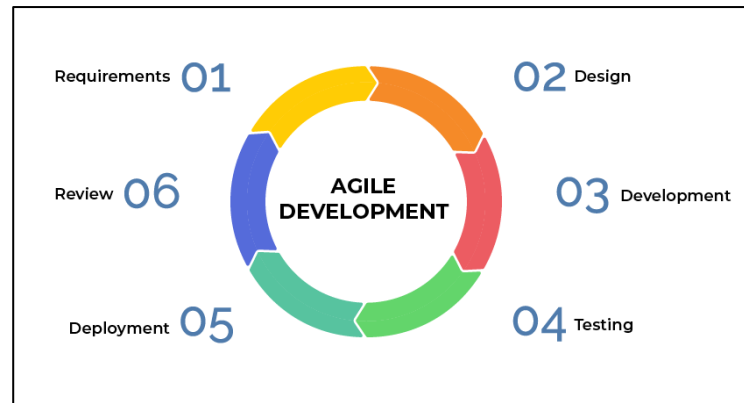 Requirements 01
02 Design
Review 06
AGILE
DEVELOPMENT
03 Development
Deployment 05
04 Testing